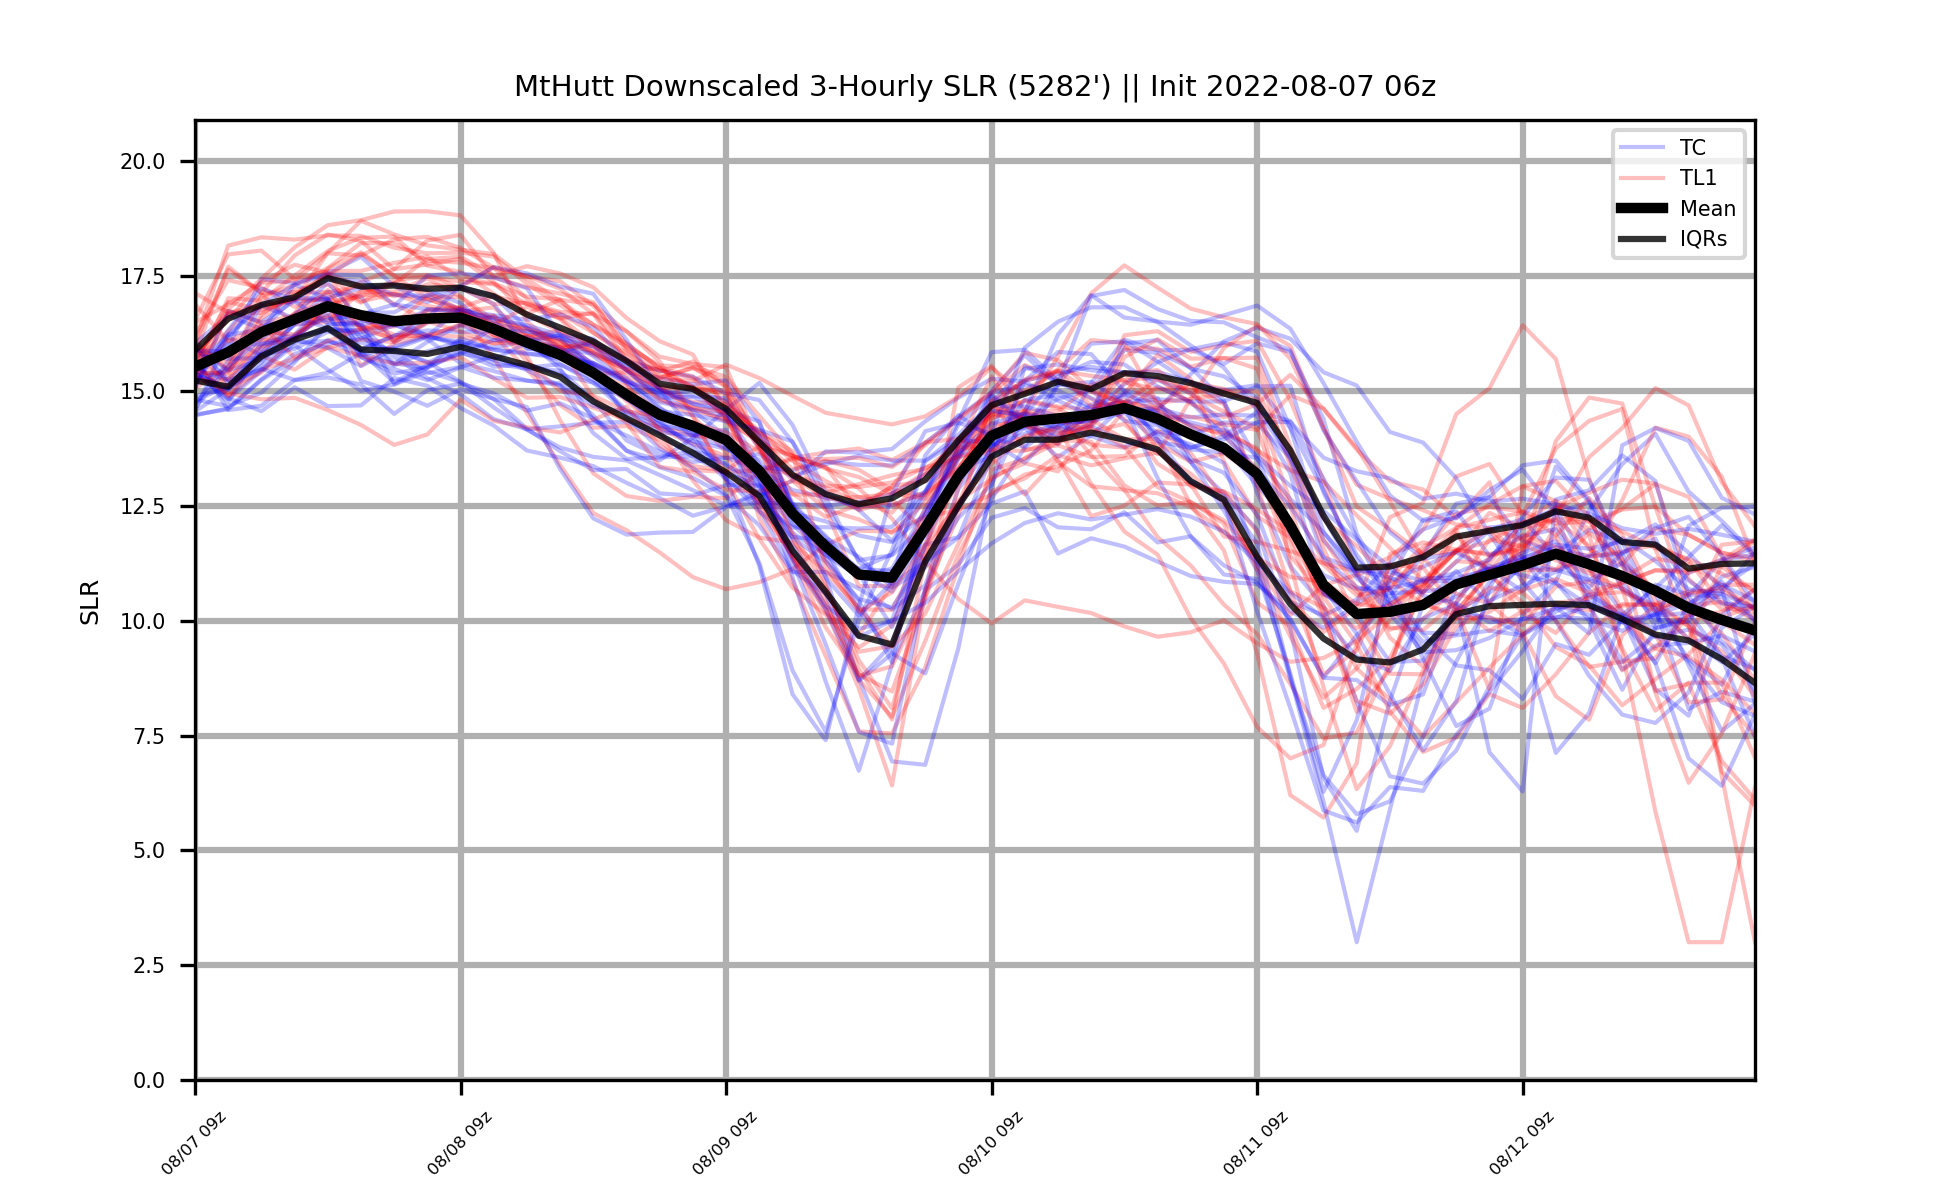 MtHutt Downscaled 3-Hourly SLR (5282') || Init 2022-08-07 06z
TC
TL1
Mean
IQRs
20.0
17.5
15.0
12.5
10.0
7.5
5.0
2.5
0.0
SLR
08/07 09z
08/08 09z
08/09 09z
08/10 09z
08/11 09z
08/12 09z